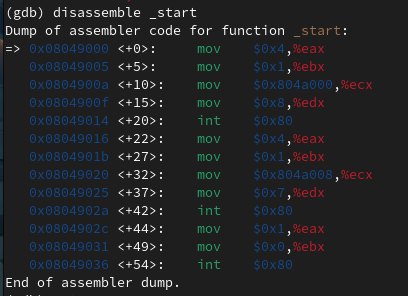 (gdb) disassemble _start
Dump of assembler code for function _start:
=> 0x08049000 <+0>:     mov    $0x4,%eax
   0x08049005 <+5>:     mov    $0x1,%ebx
   0x0804900a <+10>:    mov    $0x804a000,%ecx
   0x0804900f <+15>:    mov    $0x8,%edx
   0x08049014 <+20>:    int    $0x80
   0x08049016 <+22>:    mov    $0x4,%eax
   0x0804901b <+27>:    mov    $0x1,%ebx
   0x08049020 <+32>:    mov    $0x804a008,%ecx
   0x08049025 <+37>:    mov    $0x7,%edx
   0x0804902a <+42>:    int    $0x80
   0x0804902c <+44>:    mov    $0x1,%eax
   0x08049031 <+49>:    mov    $0x0,%ebx
   0x08049036 <+54>:    int    $0x80
End of assembler dump.